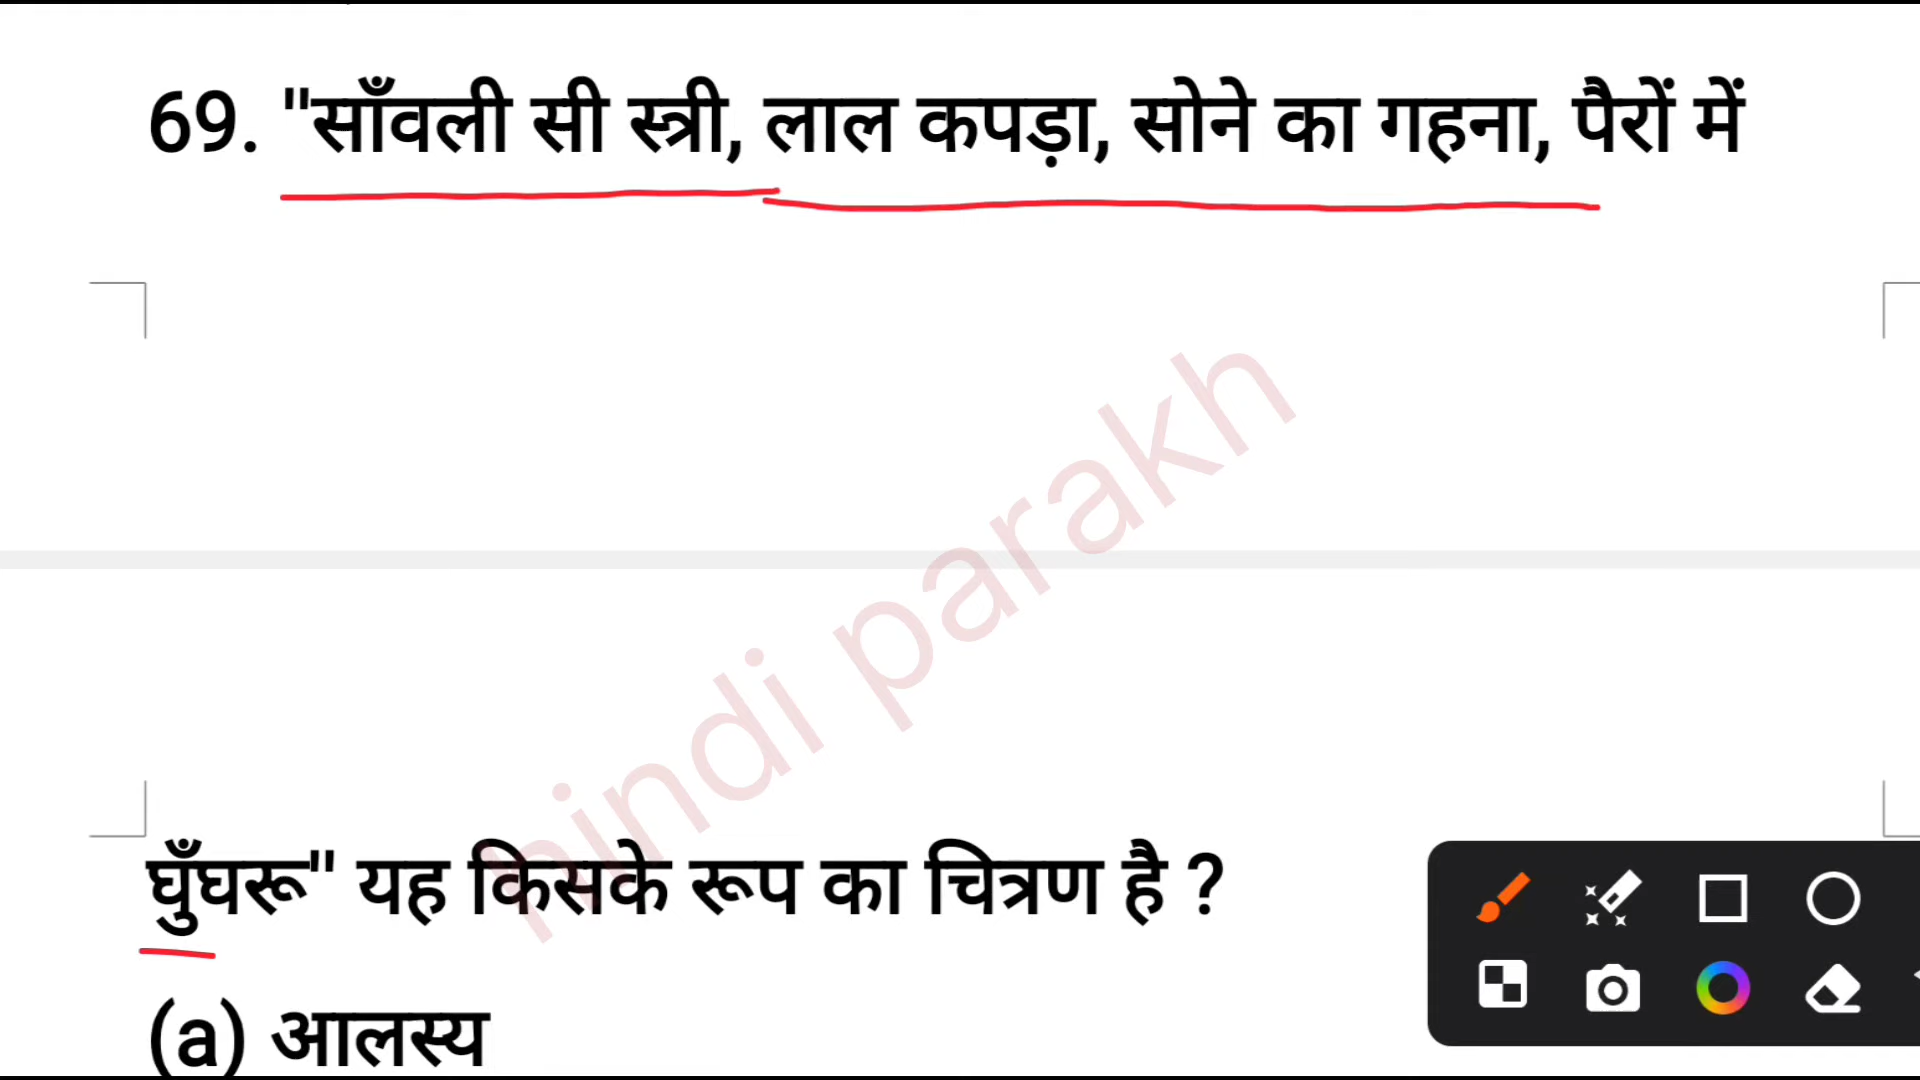 69. "साँवली सी स्त्री, लाल कपड़ा, सोने का गहना, पैरों में
hindi parakh
घुँघरू" यह किसके रूप का चित्रण है ?
(a) आलस्य